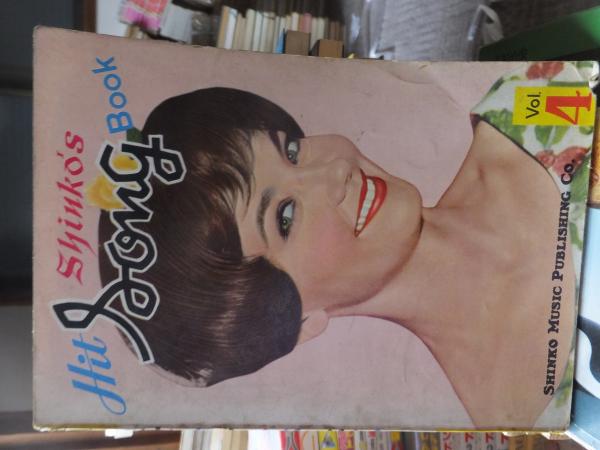 Shinko's
Hit Song Book
Vol.
4
SHINKO MUSIC PUBLISHING CO.